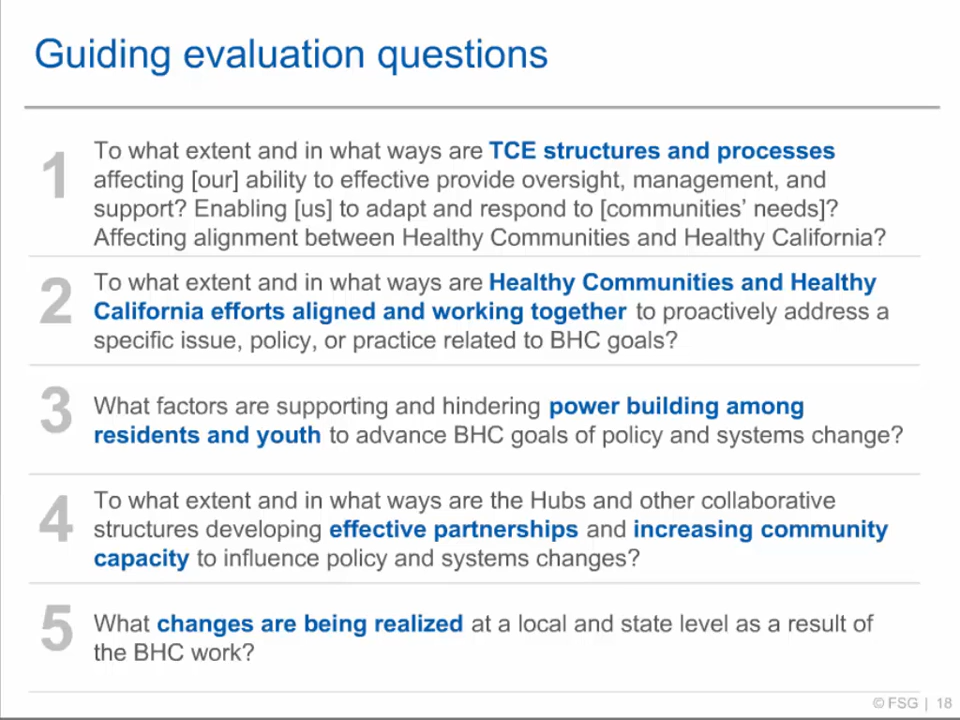 Guiding evaluation questions
1
To what extent and in what ways are TCE structures and processes
affecting [our] ability to effective provide oversight, management, and
support? Enabling [us] to adapt and respond to [communities’ needs]?
Affecting alignment between Healthy Communities and Healthy California?
2
To what extent and in what ways are Healthy Communities and Healthy
California efforts aligned and working together to proactively address a
specific issue, policy, or practice related to BHC goals?
3
What factors are supporting and hindering power building among
residents and youth to advance BHC goals of policy and systems change?
4
To what extent and in what ways are the Hubs and other collaborative
structures developing effective partnerships and increasing community
capacity to influence policy and systems changes?
5
What changes are being realized at a local and state level as a result of
the BHC work?
© FSG | 18